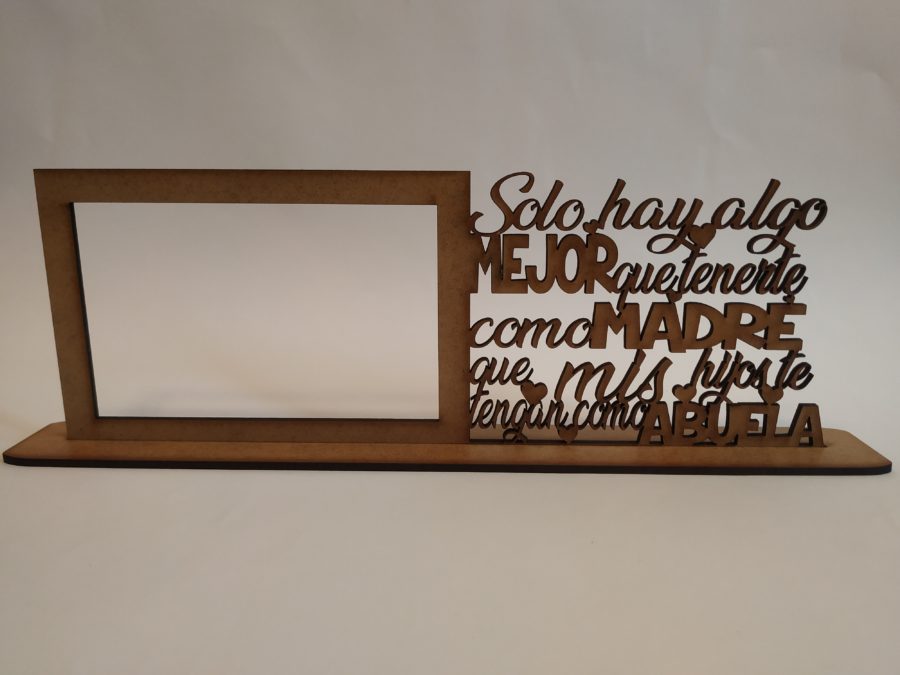 Solo hay algo
MEJOR que tenerte
como MADRE
que mis hijos te
tengan como ABUELA